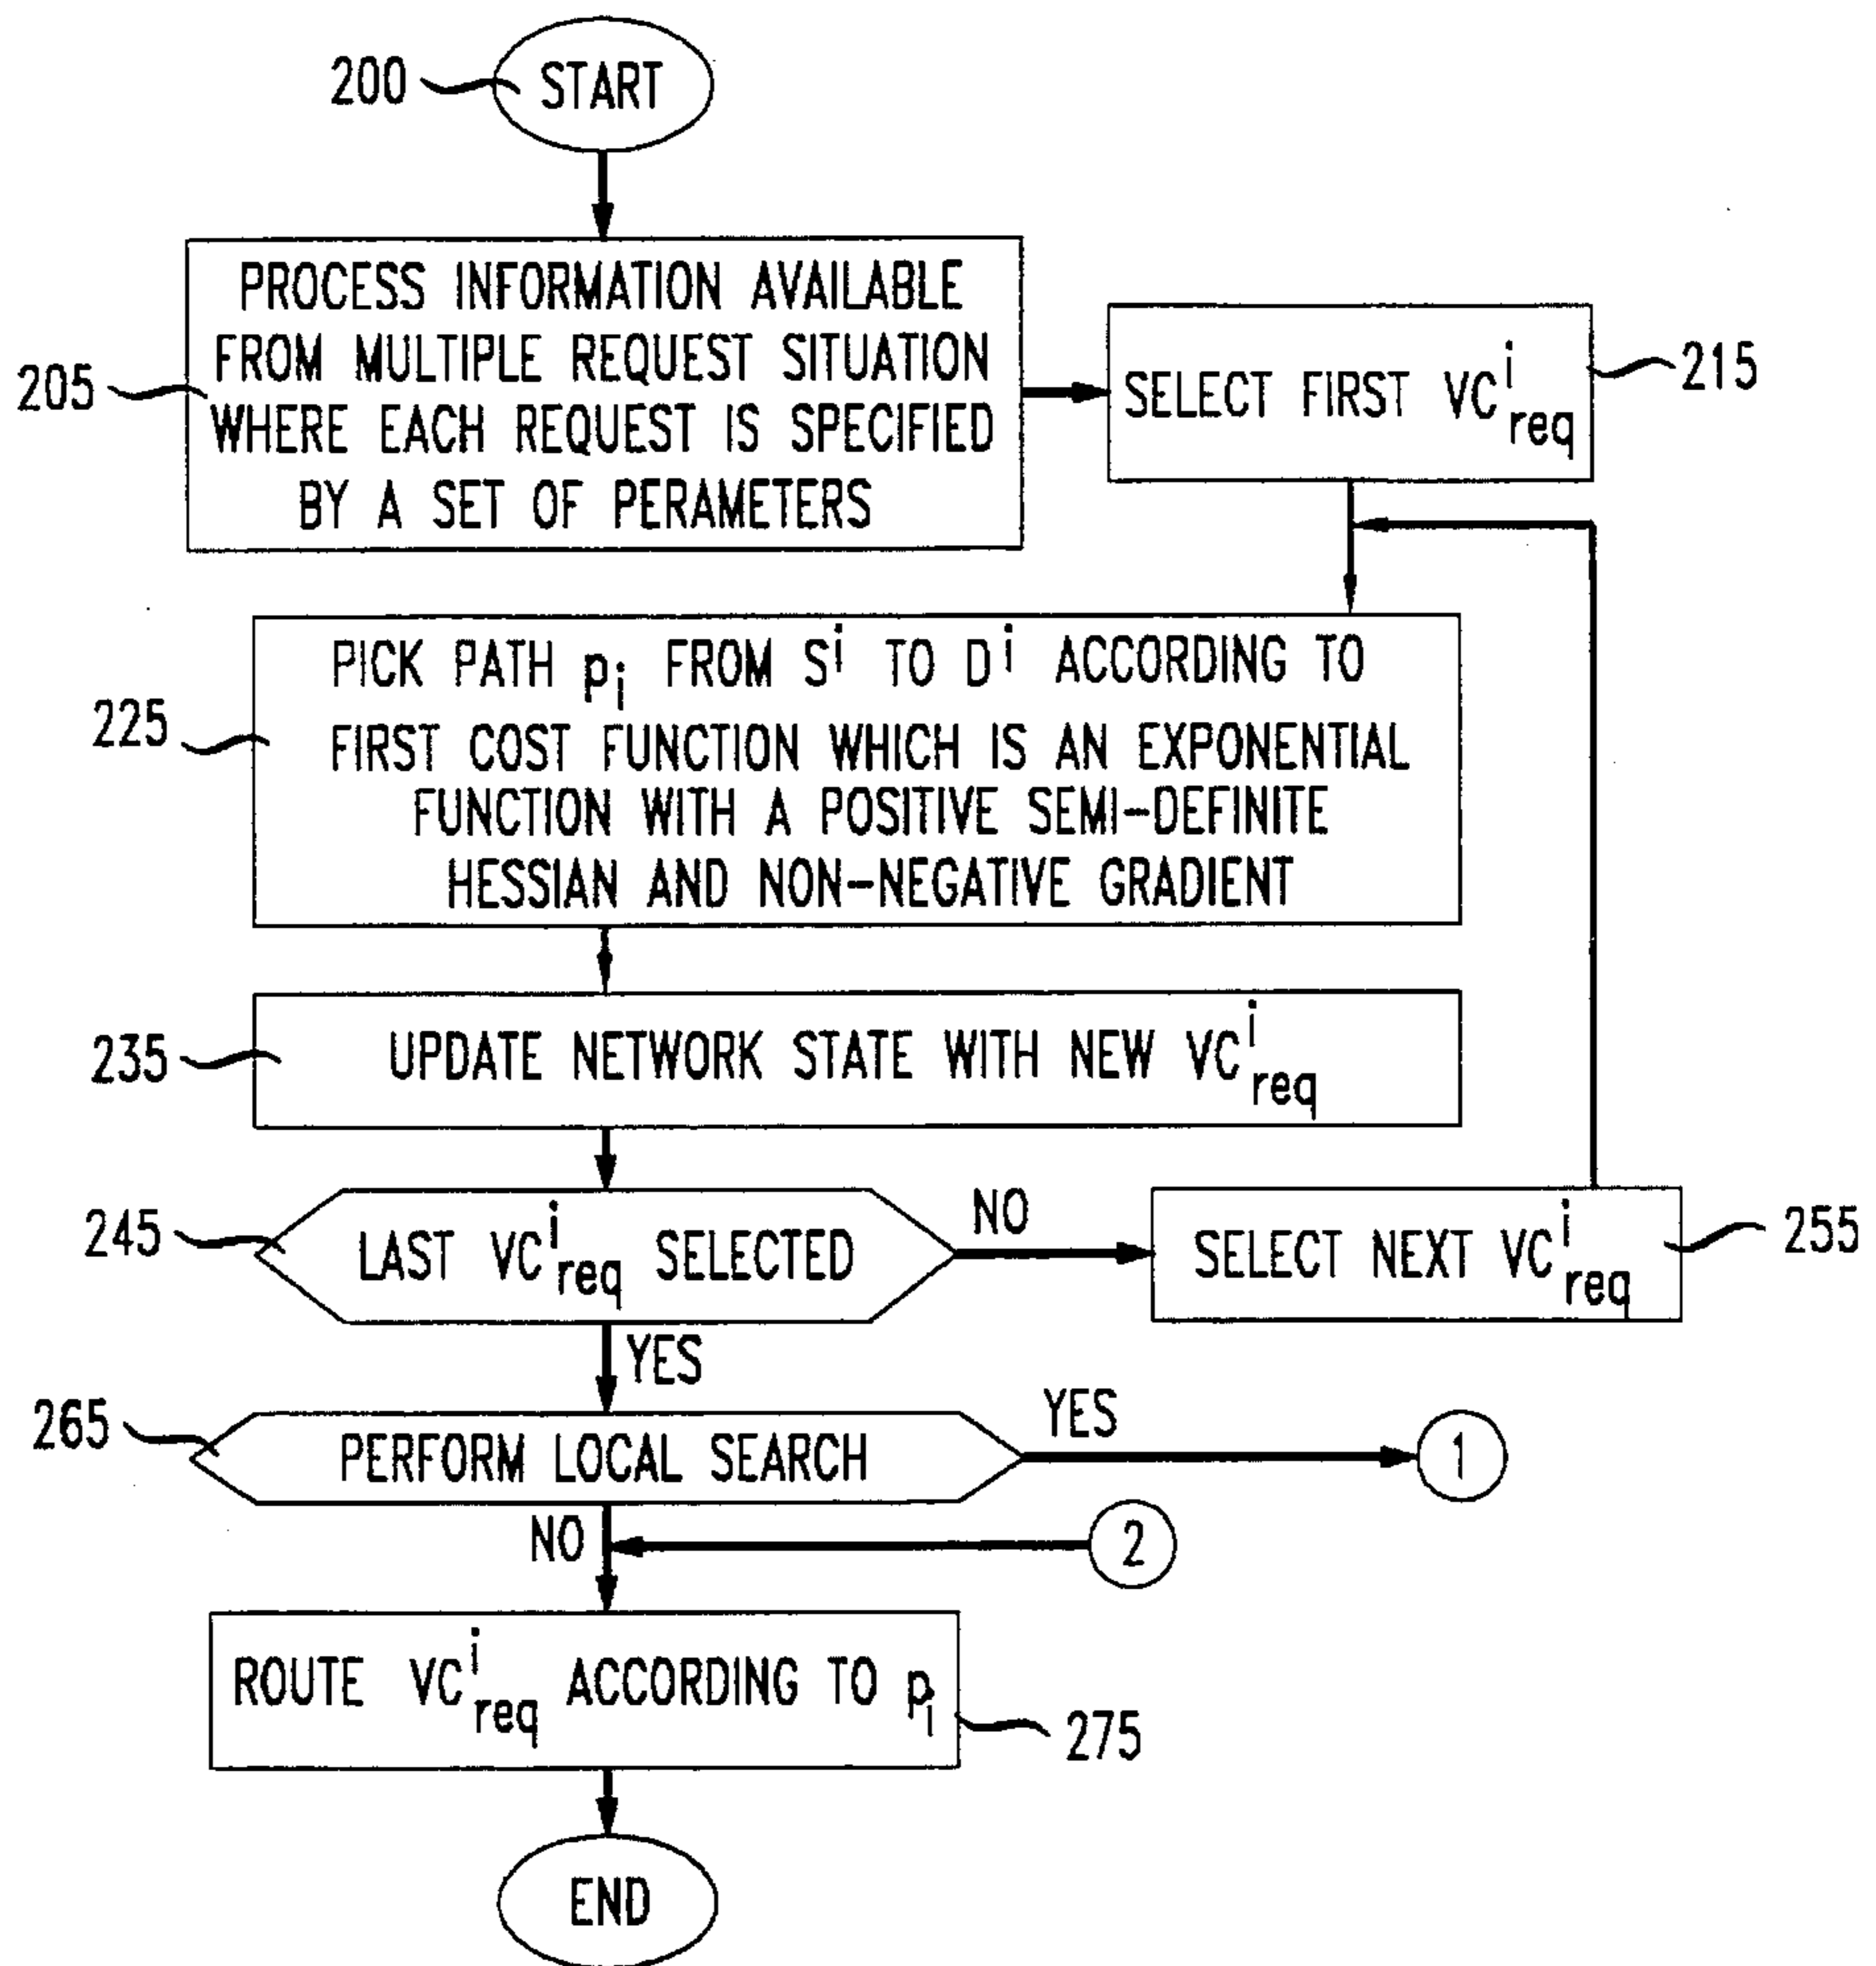 200 START
PROCESS INFORMATION AVAILABLE
FROM MULTIPLE REQUEST SITUATION
WHERE EACH REQUEST IS SPECIFIED
BY A SET OF PERAMETERS
205
SELECT FIRST VC^i_req
215
PICK PATH p_i FROM S^i TO D^i ACCORDING TO
FIRST COST FUNCTION WHICH IS AN EXPONENTIAL
FUNCTION WITH A POSITIVE SEMI-DEFINITE
HESSIAN AND NON-NEGATIVE GRADIENT
225
235 UPDATE NETWORK STATE WITH NEW VC^i_req
245 LAST VC^i_req SELECTED
NO
SELECT NEXT VC^i_req 255
YES
265 PERFORM LOCAL SEARCH
YES
1
NO
2
ROUTE VC^i_req ACCORDING TO p_i
275
END